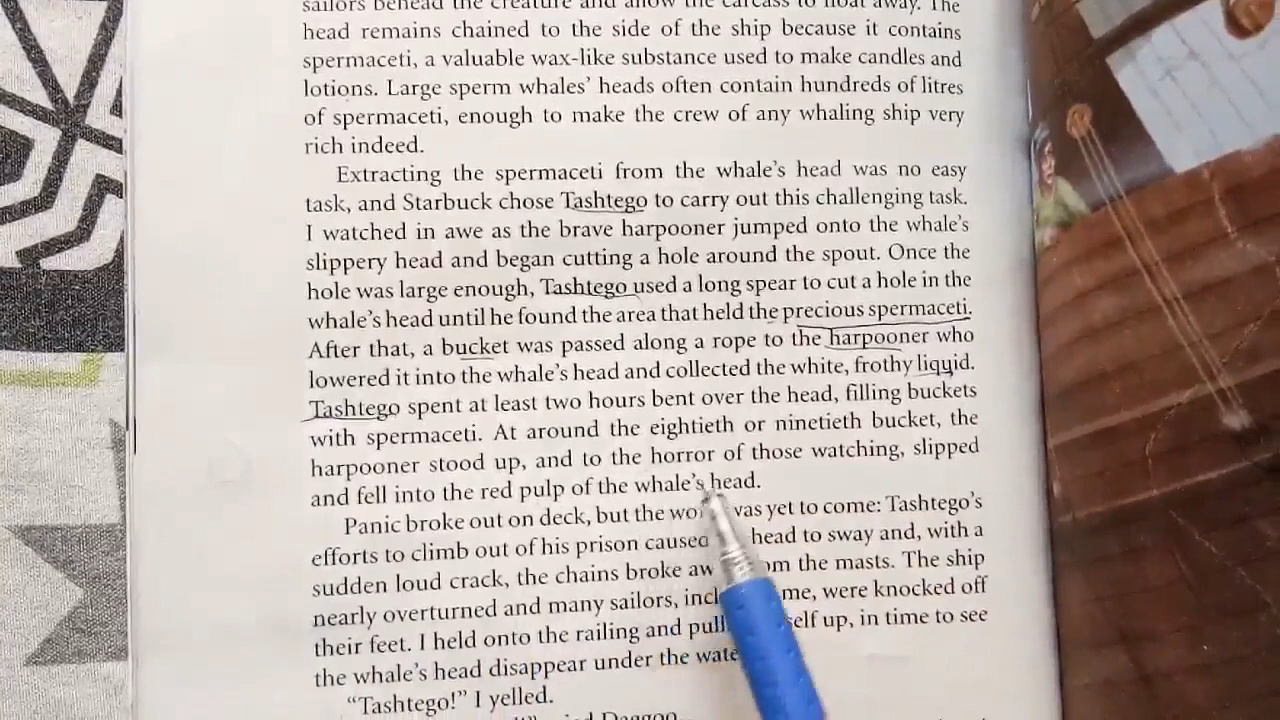 sailors behead the creature and allow the carcass to float away. The
head remains chained to the side of the ship because it contains
spermaceti, a valuable wax-like substance used to make candles and
lotions. Large sperm whales' heads often contain hundreds of litres
of spermaceti, enough to make the crew of any whaling ship very
rich indeed.
Extracting the spermaceti from the whale's head was no easy
task, and Starbuck chose Tashtego to carry out this challenging task.
I watched in awe as the brave harpooner jumped onto the whale's
slippery head and began cutting a hole around the spout. Once the
hole was large enough, Tashtego used a long spear to cut a hole in the
whale's head until he found the area that held the precious spermaceti.
After that, a bucket was passed along a rope to the harpooner who
lowered it into the whale's head and collected the white, frothy liquid.
Tashtego spent at least two hours bent over the head, filling buckets
with spermaceti. At around the eightieth or ninetieth bucket, the
harpooner stood up, and to the horror of those watching, slipped
and fell into the red pulp of the whale's head.
Panic broke out on deck, but the was yet to come: Tashtego's
efforts to climb out of his prison caused head to sway and, with a
sudden loud crack, the chains broke from the masts. The ship
nearly overturned and many sailors, me, were knocked off
their feet. I held onto the railing and up, in time to see
the whale's head disappear under the
"Tashtego!" I yelled.
Daggoo